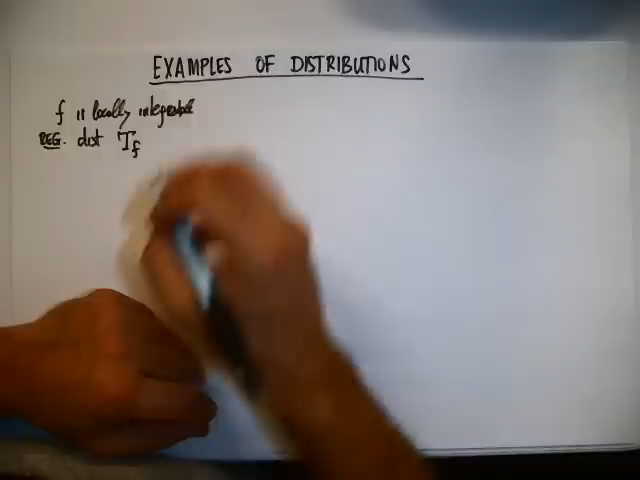 EXAMPLES OF DISTRIBUTIONS
f is locally integrable
REG. dist T_f